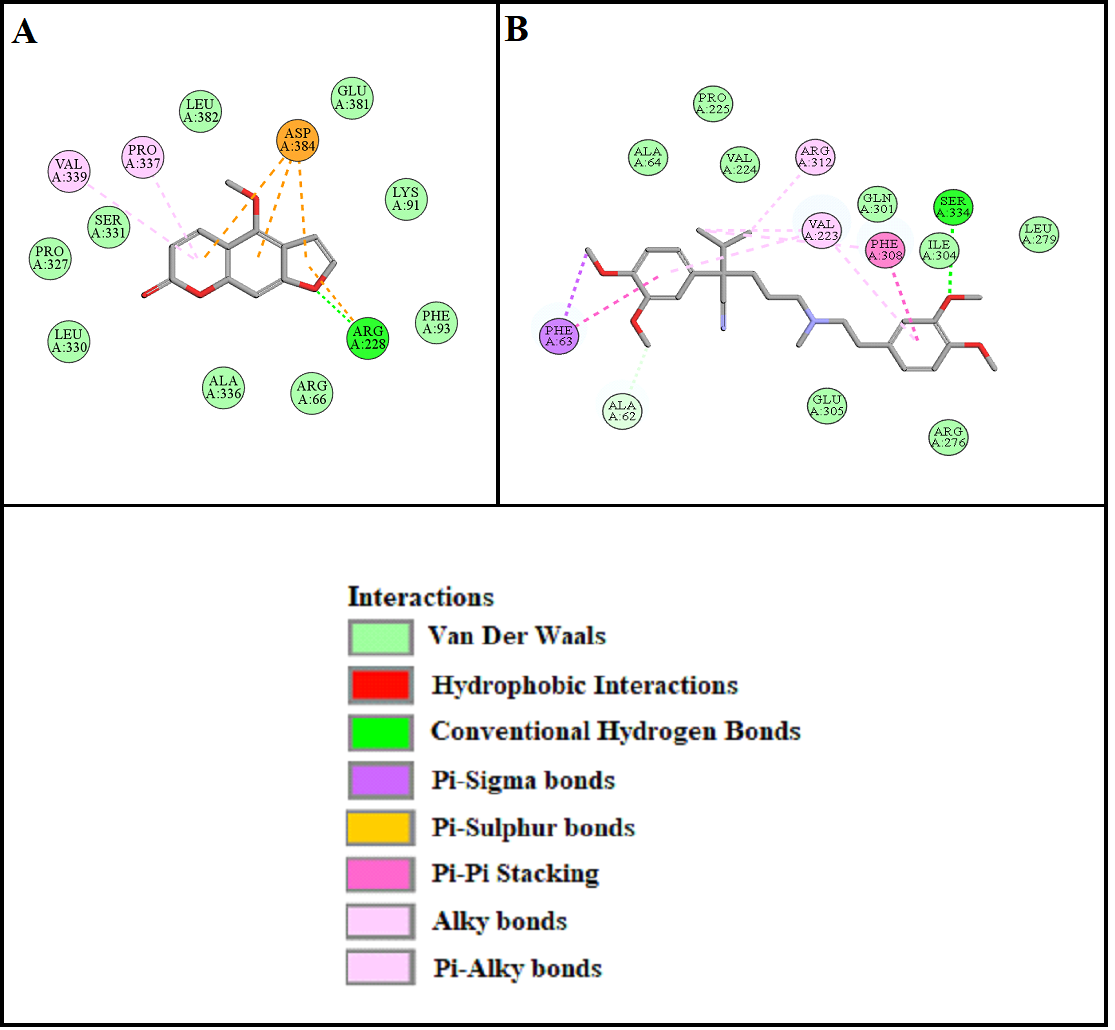 A
LEU
A:382
GLU
A:381
ASP
A:384
PRO
A:337
VAL
A:339
LYS
A:91
SER
A:331
PRO
A:327
LEU
A:330
PHE
A:93
ARG
A:228
ALA
A:336
ARG
A:66
B
PRO
A:225
ALA
A:64
VAL
A:224
ARG
A:312
GLN
A:301
SER
A:334
VAL
A:223
PHE
A:308
ILE
A:304
LEU
A:279
PHE
A:63
ALA
A:62
GLU
A:305
ARG
A:276
Interactions
Van Der Waals
Hydrophobic Interactions
Conventional Hydrogen Bonds
Pi-Sigma bonds
Pi-Sulphur bonds
Pi-Pi Stacking
Alky bonds
Pi-Alky bonds